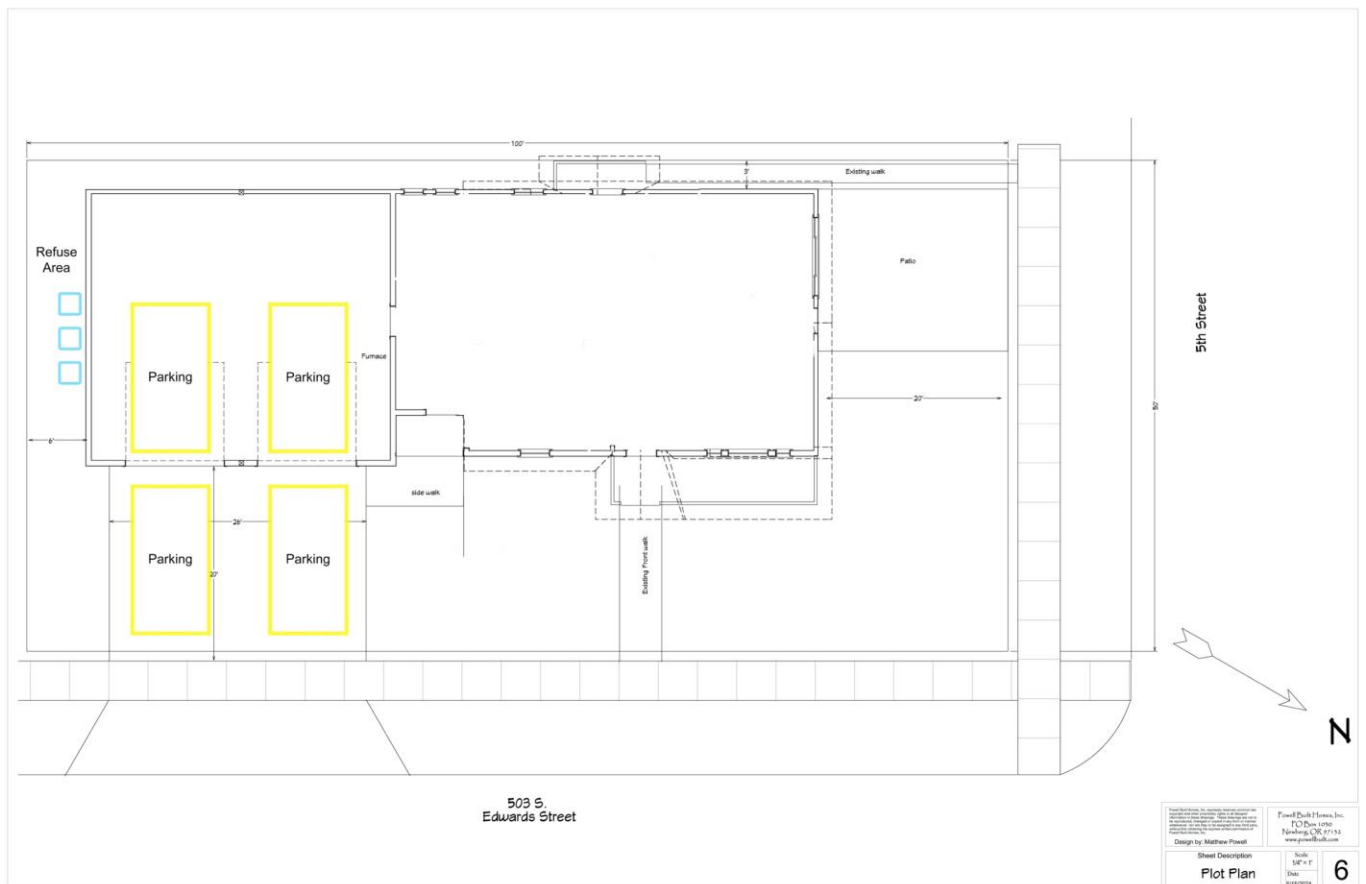 100'
3'
Existing walk
Refuse
Area
Patio
5th Street
Parking
Parking
Furnace
20'
50'
6'
side walk
26'
Parking
Parking
20'
Existing Front walk
N
503 S.
Edwards Street
Design by: Matthew Powell
Powell Built Homes, Inc.
PO Box 1050
Newberg, OR 97132
www.powellbuilt.com
Sheet Description
Plot Plan
Scale
1/4" = 1'
Date
6